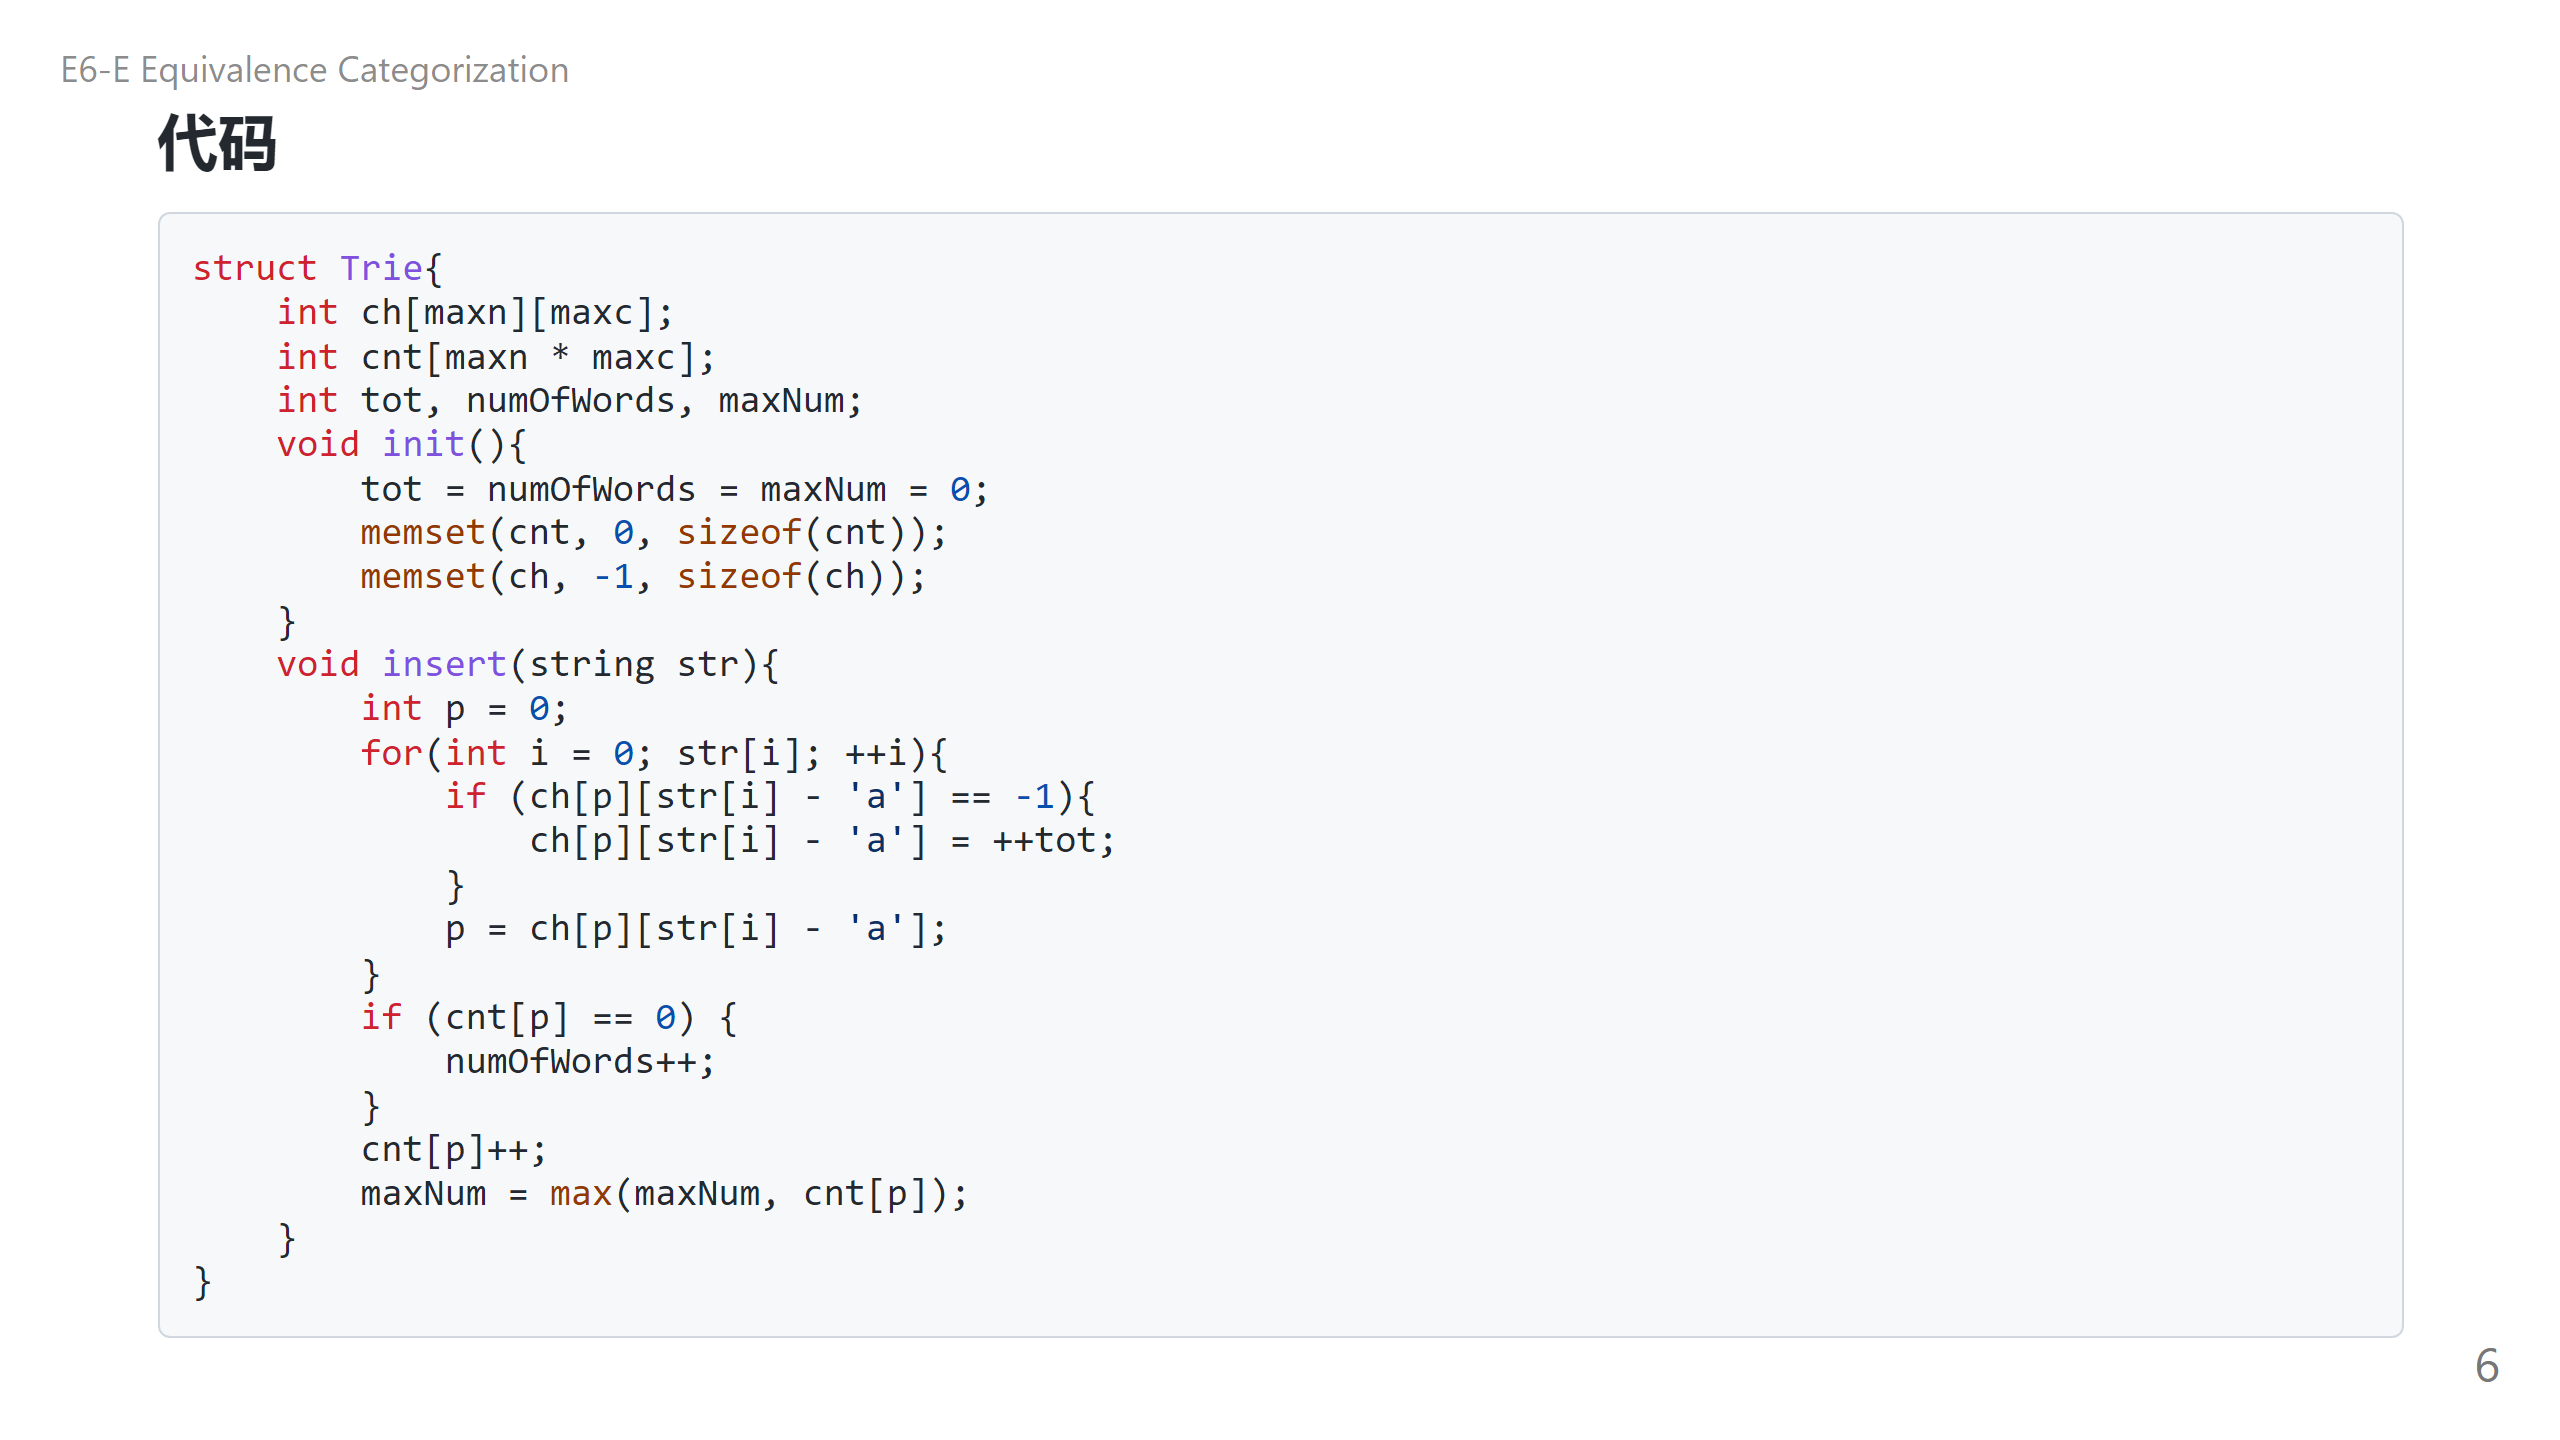 E6-E Equivalence Categorization
代码
struct Trie{
    int ch[maxn][maxc];
    int cnt[maxn * maxc];
    int tot, numOfWords, maxNum;
    void init(){
        tot = numOfWords = maxNum = 0;
        memset(cnt, 0, sizeof(cnt));
        memset(ch, -1, sizeof(ch));
    }
    void insert(string str){
        int p = 0;
        for(int i = 0; str[i]; ++i){
            if (ch[p][str[i] - 'a'] == -1){
                ch[p][str[i] - 'a'] = ++tot;
            }
            p = ch[p][str[i] - 'a'];
        }
        if (cnt[p] == 0) {
            numOfWords++;
        }
        cnt[p]++;
        maxNum = max(maxNum, cnt[p]);
    }
}
6